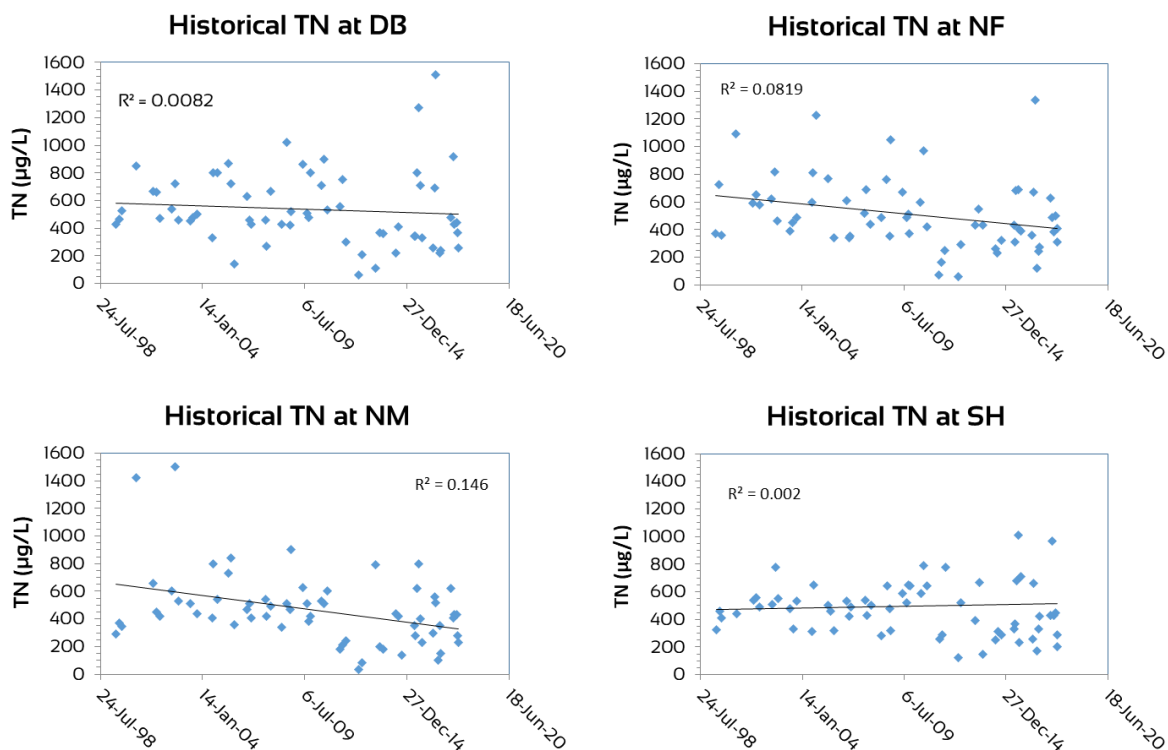 Historical TN at DB
TN (µg/L)
1600
1400
1200
1000
800
600
400
200
0
R² = 0.0082
24-Jul-98
14-Jan-04
6-Jul-09
27-Dec-14
18-Jun-20
Historical TN at NF
TN (µg/L)
1600
1400
1200
1000
800
600
400
200
0
R² = 0.0819
24-Jul-98
14-Jan-04
6-Jul-09
27-Dec-14
18-Jun-20
Historical TN at NM
TN (µg/L)
1600
1400
1200
1000
800
600
400
200
0
R² = 0.146
24-Jul-98
14-Jan-04
6-Jul-09
27-Dec-14
18-Jun-20
Historical TN at SH
TN (µg/L)
1600
1400
1200
1000
800
600
400
200
0
R² = 0.002
24-Jul-98
14-Jan-04
6-Jul-09
27-Dec-14
18-Jun-20